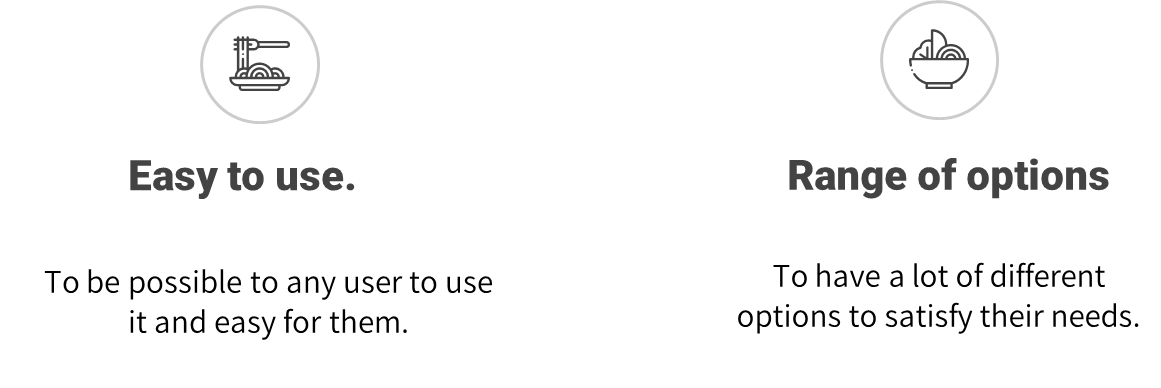 Easy to use.
To be possible to any user to use
it and easy for them.
Range of options
To have a lot of different
options to satisfy their needs.